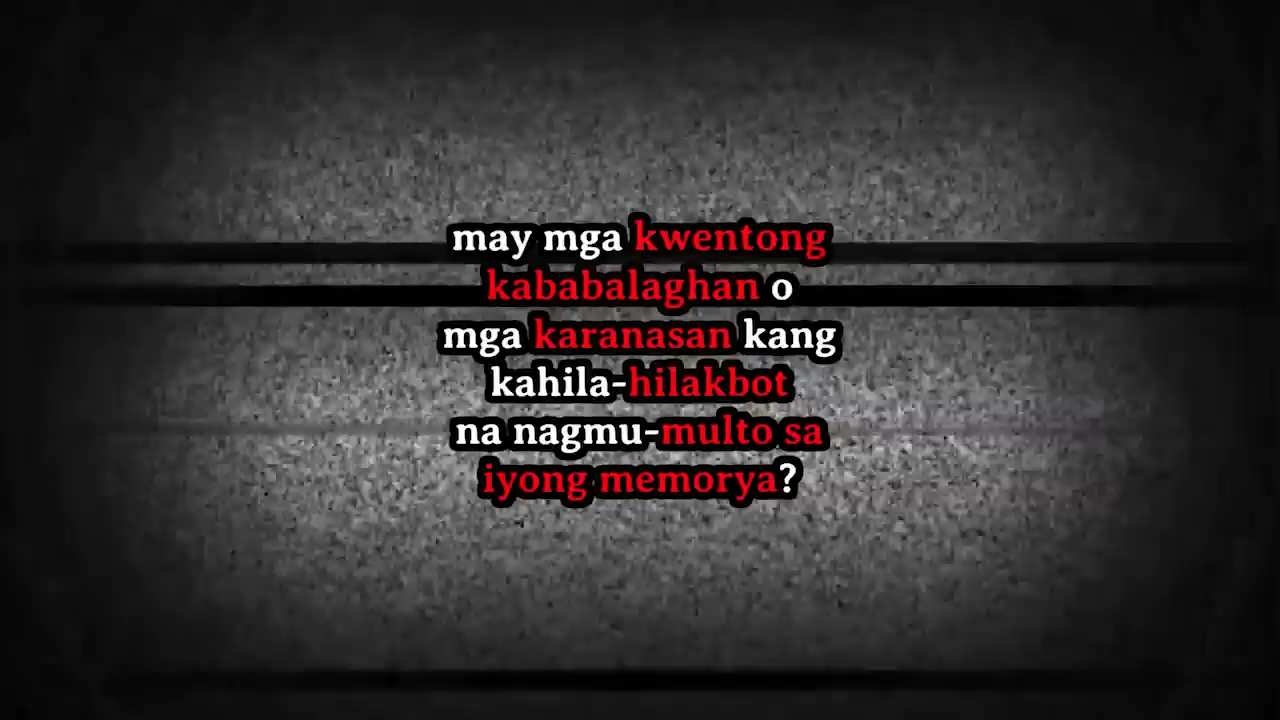 may mga kwentong
kababalaghan o
mga karanasan kang
kahila-hilakbot
na nagmu-multo sa
iyong memorya?